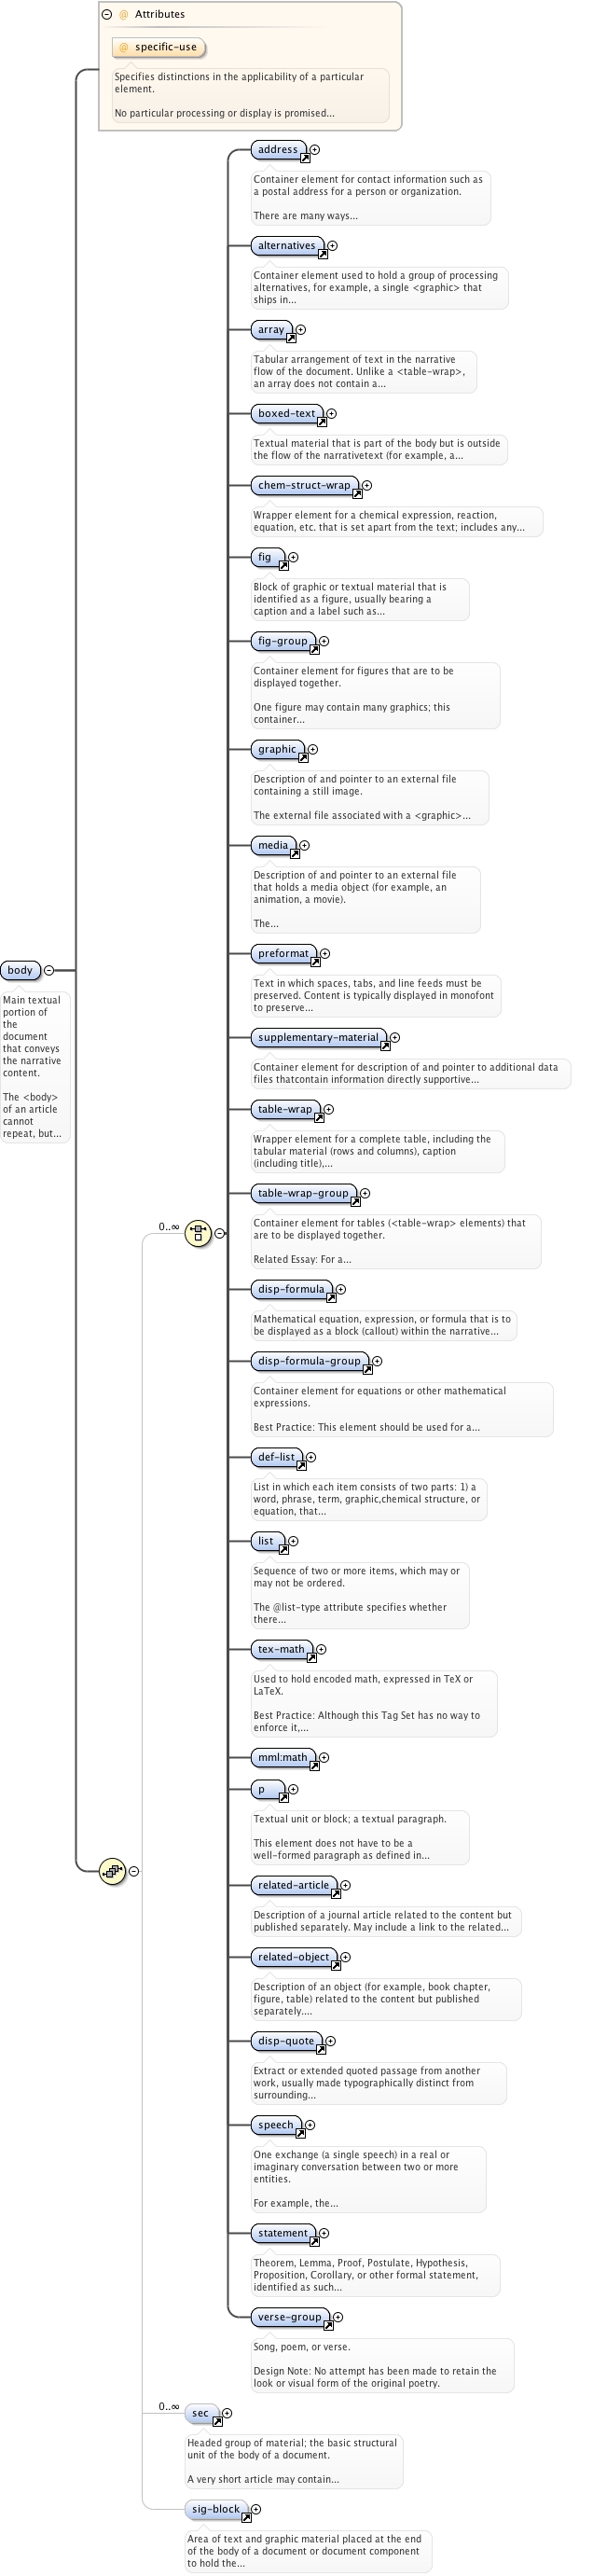 Attributes
@ specific-use
Specifies distinctions in the applicability of a particular
element.
No particular processing or display is promised...
address
Container element for contact information such as
a postal address for a person or organization.
There are many ways...
alternatives
Container element used to hold a group of processing
alternatives, for example, a single <graphic> that
ships in...
array
Tabular arrangement of text in the narrative
flow of the document. Unlike a <table-wrap>,
an array does not contain a...
boxed-text
Textual material that is part of the body but is outside
the flow of the narrativetext (for example, a...
chem-struct-wrap
Wrapper element for a chemical expression, reaction,
equation, etc. that is set apart from the text; includes any...
fig
Block of graphic or textual material that is
identified as a figure, usually bearing a
caption and a label such as...
fig-group
Container element for figures that are to be
displayed together.
One figure may contain many graphics; this
container...
graphic
Description of and pointer to an external file
containing a still image.
The external file associated with a <graphic>...
media
Description of and pointer to an external file
that holds a media object (for example, an
animation, a movie).
The...
preformat
Text in which spaces, tabs, and line feeds must be
preserved. Content is typically displayed in monofont
to preserve...
body
Main textual
portion of
the
document
that conveys
the narrative
content.
The <body>
of an article
cannot
repeat, but...
supplementary-material
Container element for description of and pointer to additional data
files thatcontain information directly supportive...
table-wrap
Wrapper element for a complete table, including the
tabular material (rows and columns), caption
(including title),...
table-wrap-group
Container element for tables (<table-wrap> elements) that
are to be displayed together.
Related Essay: For a...
0..∞
disp-formula
Mathematical equation, expression, or formula that is to
be displayed as a block (callout) within the narrative...
disp-formula-group
Container element for equations or other mathematical
expressions.
Best Practice: This element should be used for a...
def-list
List in which each item consists of two parts: 1) a
word, phrase, term, graphic,chemical structure, or
equation, that...
list
Sequence of two or more items, which may or
may not be ordered.
The @list-type attribute specifies whether
there...
tex-math
Used to hold encoded math, expressed in TeX or
LaTeX.
Best Practice: Although this Tag Set has no way to
enforce it,...
mml:math
p
Textual unit or block; a textual paragraph.
This element does not have to be a
well-formed paragraph as defined in...
related-article
Description of a journal article related to the content but
published separately. May include a link to the related...
related-object
Description of an object (for example, book chapter,
figure, table) related to the content but published
separately....
disp-quote
Extract or extended quoted passage from another
work, usually made typographically distinct from
surrounding...
speech
One exchange (a single speech) in a real or
imaginary conversation between two or more
entities.
For example, the...
statement
Theorem, Lemma, Proof, Postulate, Hypothesis,
Proposition, Corollary, or other formal statement,
identified as such...
verse-group
Song, poem, or verse.
Design Note: No attempt has been made to retain the
look or visual form of the original poetry.
0..∞
sec
Headed group of material; the basic structural
unit of the body of a document.
A very short article may contain...
sig-block
Area of text and graphic material placed at the end
of the body of a document or document component
to hold the...